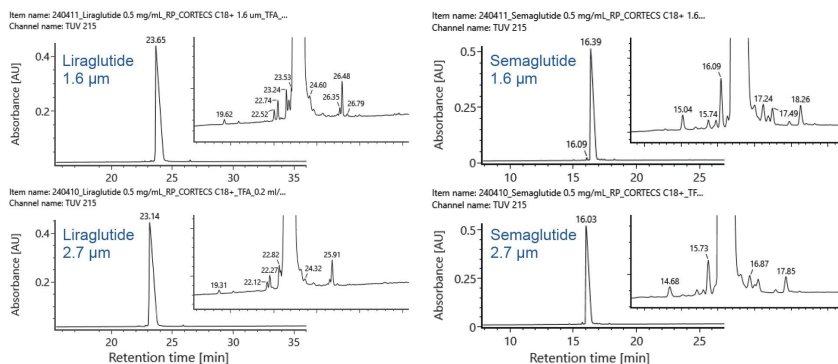 Item name: 240411_Liraglutide 0.5 mg/mL_RP_CORTECS C18+ 1.6 um_TFA_...
Channel name: TUV 215
Absorbance [AU]
0.4
0.2
Liraglutide
1.6 µm
23.65
19.62
22.52
22.74
23.24
23.53
24.60
26.35
26.48
26.79
20
25
30
35
Item name: 240411_Semaglutide 0.5 mg/mL_RP_CORTECS C18+ 1.6...
Channel name: TUV 215
Absorbance [AU]
0.5
0.25
0
Semaglutide
1.6 µm
16.39
16.09
15.04
15.74
16.09
17.24
17.49
18.26
10
15
20
25
Item name: 240410_Liraglutide 0.5 mg/mL_RP_CORTECS C18+_TFA_0.2 ml/...
Channel name: TUV 215
Absorbance [AU]
0.4
0.2
Liraglutide
2.7 µm
23.14
19.31
22.12
22.27
22.82
24.32
25.91
20
25
30
35
Retention time [min]
Item name: 240410_Semaglutide 0.5 mg/mL_RP_CORTECS C18+_TF...
Channel name: TUV 215
Absorbance [AU]
0.5
0.25
0
Semaglutide
2.7 µm
16.03
14.68
15.73
16.87
17.85
10
15
20
25
Retention time [min]